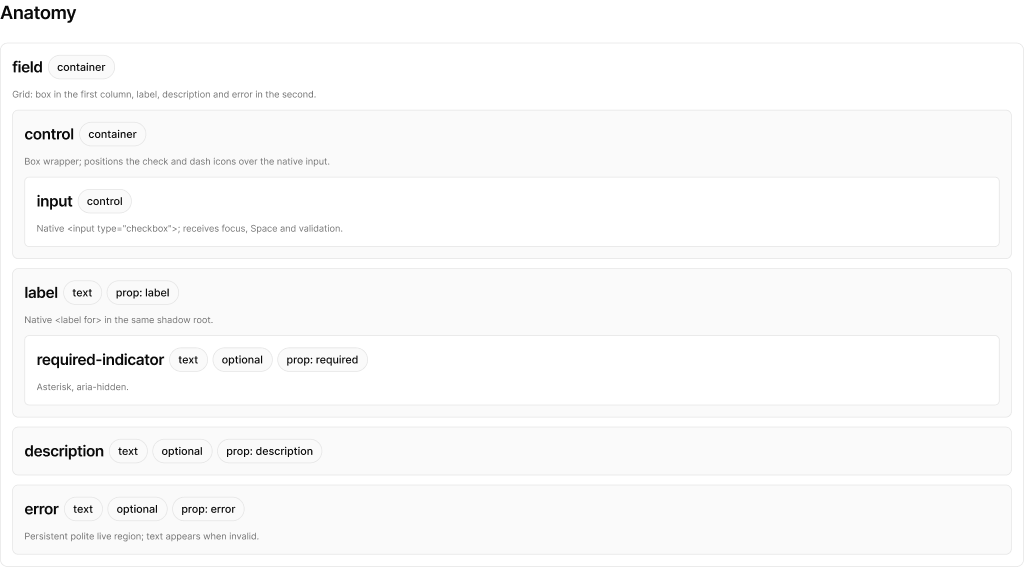 Anatomy
field container
Grid: box in the first column, label, description and error in the second.
control container
Box wrapper; positions the check and dash icons over the native input.
input control
Native <input type="checkbox">; receives focus, Space and validation.
label text prop: label
Native <label for> in the same shadow root.
required-indicator text optional prop: required
Asterisk, aria-hidden.
description text optional prop: description
error text optional prop: error
Persistent polite live region; text appears when invalid.